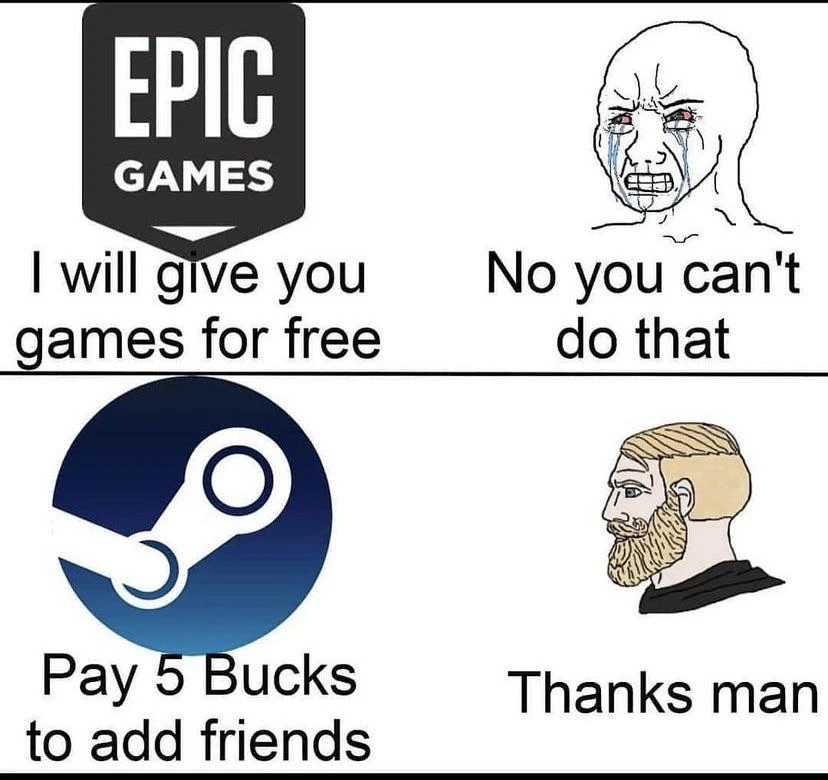 EPIC
GAMES
I will give you
games for free
No you can't
do that
Pay 5 Bucks
to add friends
Thanks man